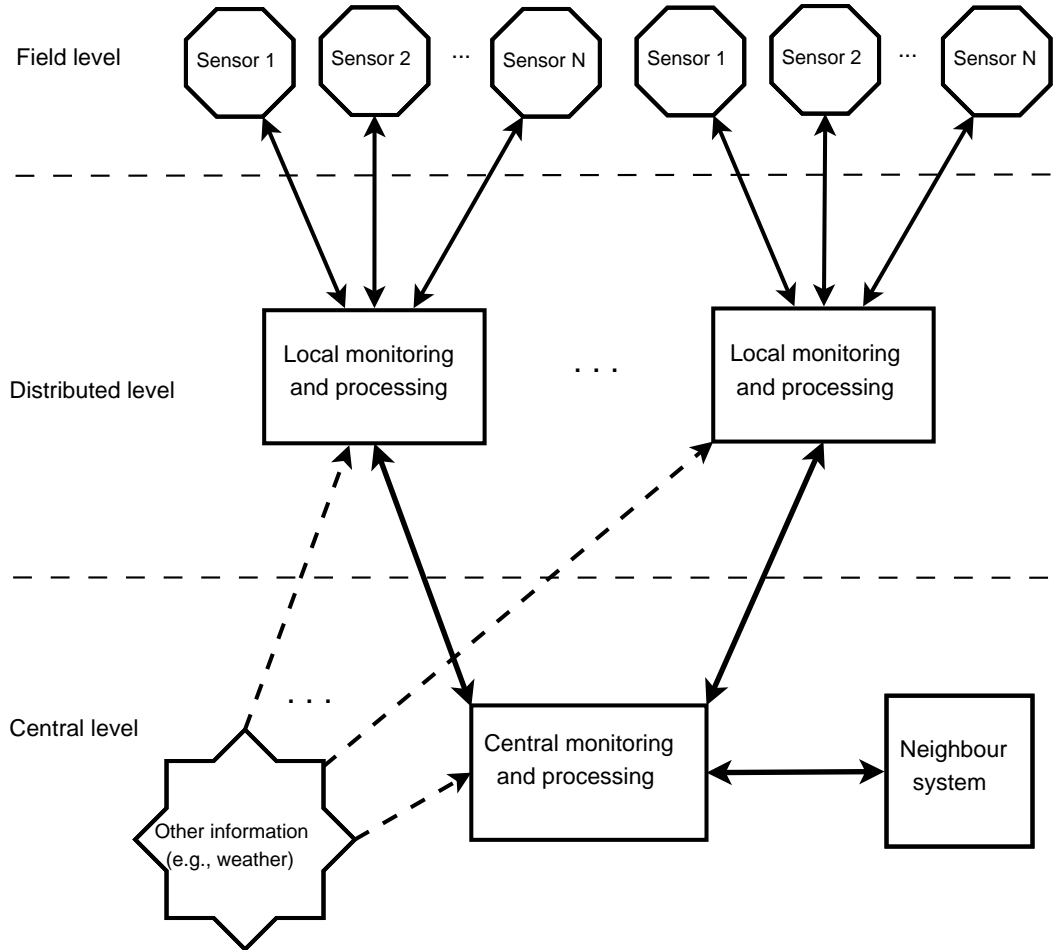 Field level
Sensor 1
Sensor 2
...
Sensor N
Sensor 1
Sensor 2
...
Sensor N
Distributed level
Local monitoring
and processing
. . .
Local monitoring
and processing
Central level
. . .
Other information
(e.g., weather)
Central monitoring
and processing
Neighbour
system